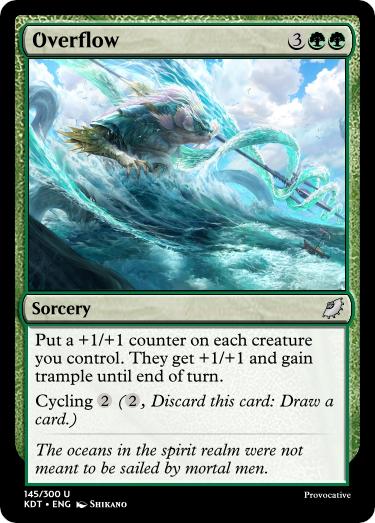 Overflow 3
Sorcery
Put a +1/+1 counter on each creature
you control. They get +1/+1 and gain
trample until end of turn.
Cycling 2 (2, Discard this card: Draw a
card.)
The oceans in the spirit realm were not
meant to be sailed by mortal men.
145/300 U
KDT • ENG SHIKANO
Provocative